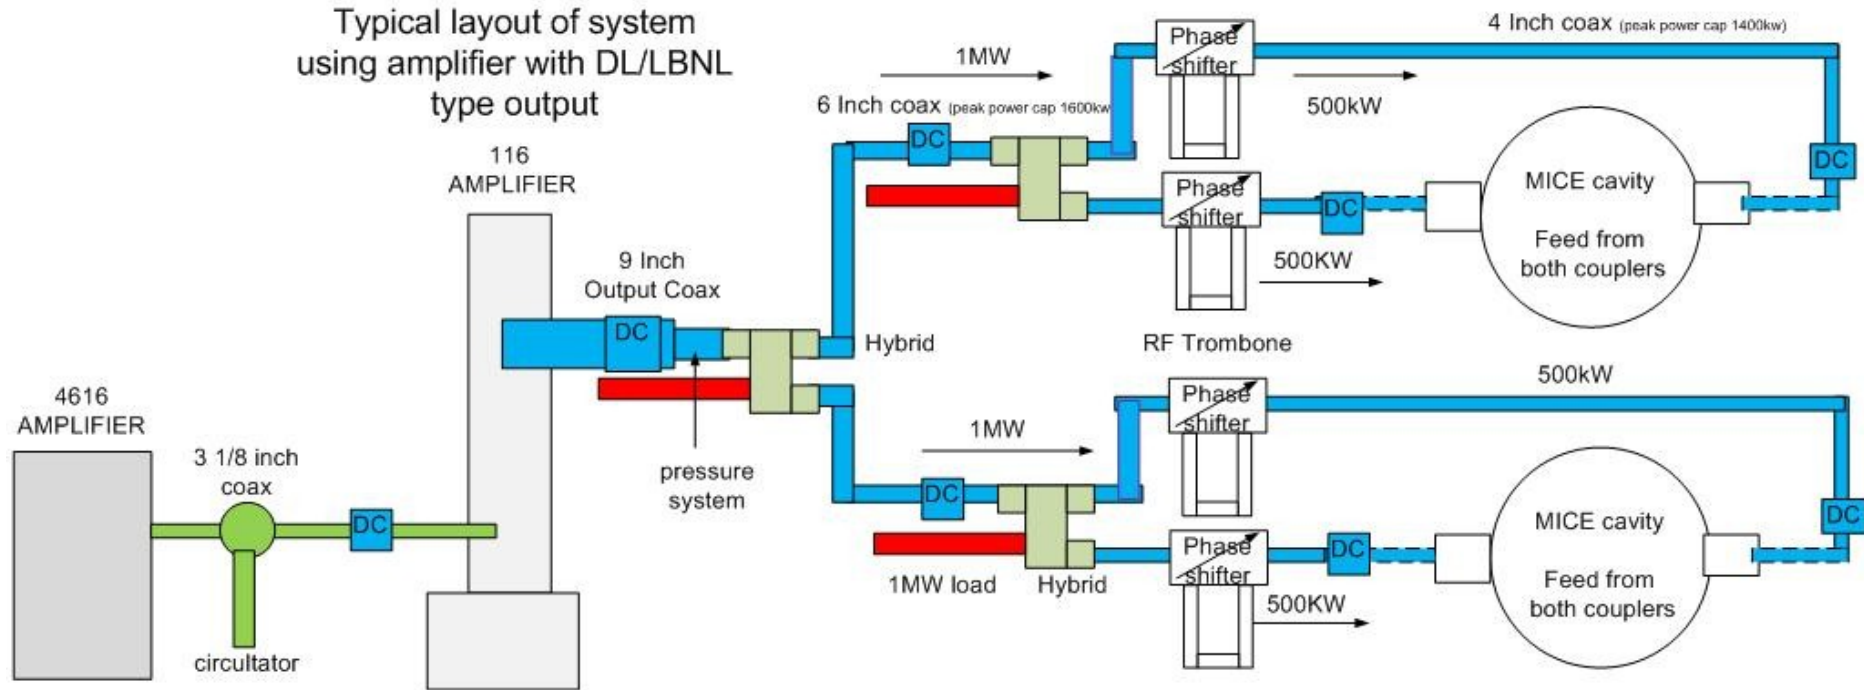 Typical layout of system
using amplifier with DL/LBNL
type output
116
AMPLIFIER
9 Inch
Output Coax
DC
Hybrid
pressure
system
4616
AMPLIFIER
3 1/8 inch
coax
DC
circultator
1MW
6 Inch coax (peak power cap 1600kw
DC
Phase
shifter
500kW
4 Inch coax (peak power cap 1400kw)
DC
Phase
shifter
DC
500KW
MICE cavity
Feed from
both couplers
RF Trombone
1MW
DC
1MW load
Hybrid
Phase
shifter
500kW
DC
Phase
shifter
DC
500KW
MICE cavity
Feed from
both couplers